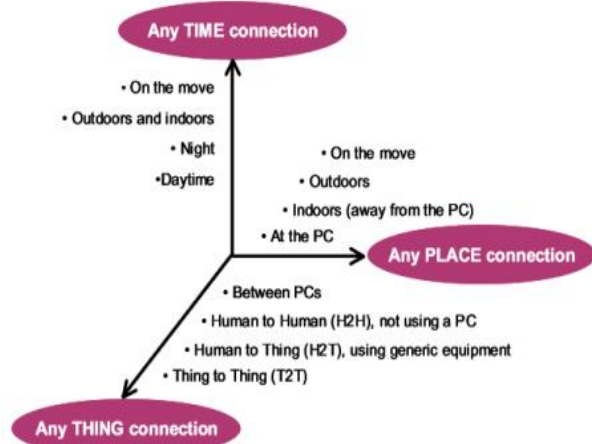 Any TIME connection
• On the move
• Outdoors and indoors
• Night
•Daytime
• On the move
• Outdoors
• Indoors (away from the PC)
• At the PC
Any PLACE connection
• Between PCs
• Human to Human (H2H), not using a PC
• Human to Thing (H2T), using generic equipment
• Thing to Thing (T2T)
Any THING connection